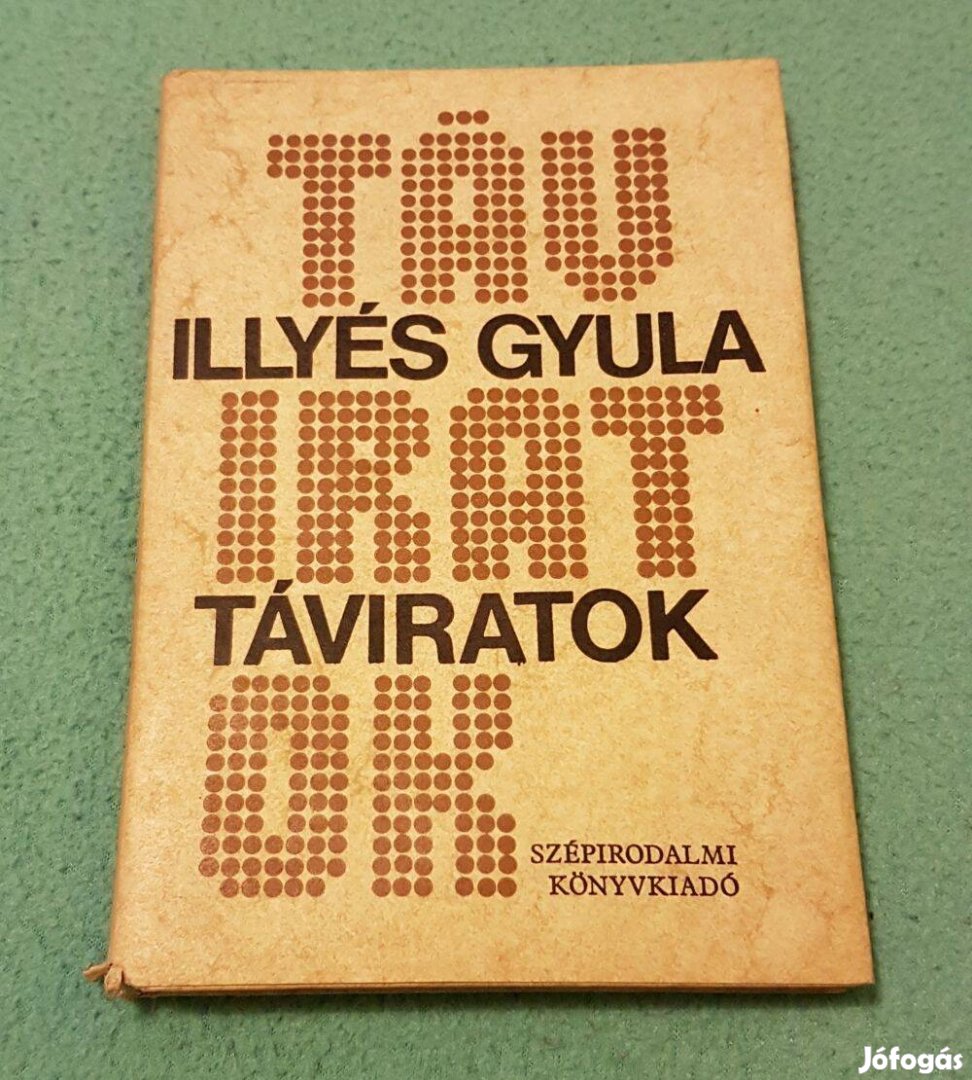 TÁV
ILLYÉS GYULA
IRAT
TÁVIRATOK
OK
SZÉPIRODALMI
KÖNYVKIADÓ
Jófogás